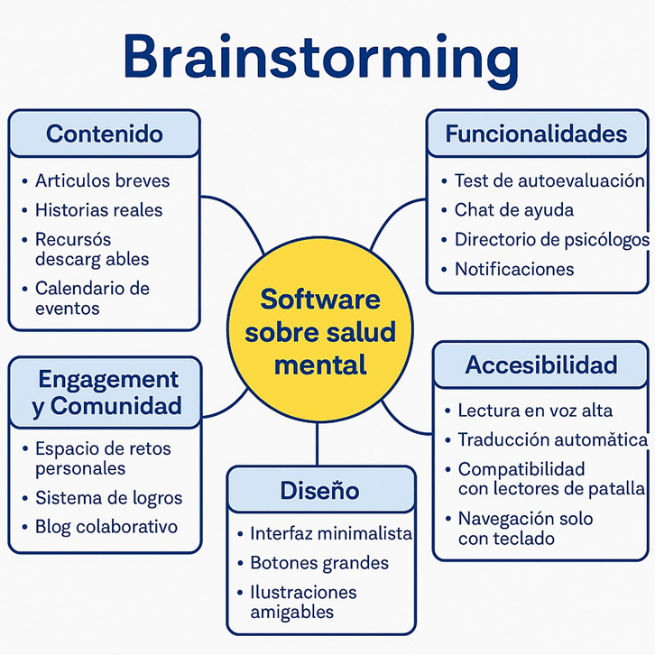 Brainstorming
Contenido
• Articulos breves
• Historias reales
• Recursós
descarg ables
• Calendario de
eventos
Funcionalidades
• Test de autoevaluación
• Chat de ayuda
• Directorio de psicólogos
• Notificaciones
Software
sobre salud
mental
Engagement
y Comunidad
• Espacio de retos
personales
• Sistema de logros
• Blog colaborativo
Diseño
• Interfaz minimalista
• Botones grandes
• Ilustraciones
amigables
Accesibilidad
• Lectura en voz alta
• Traducción automǎtica
• Compatibilidad
con lectores de patalla
• Navegación solo
con teclado